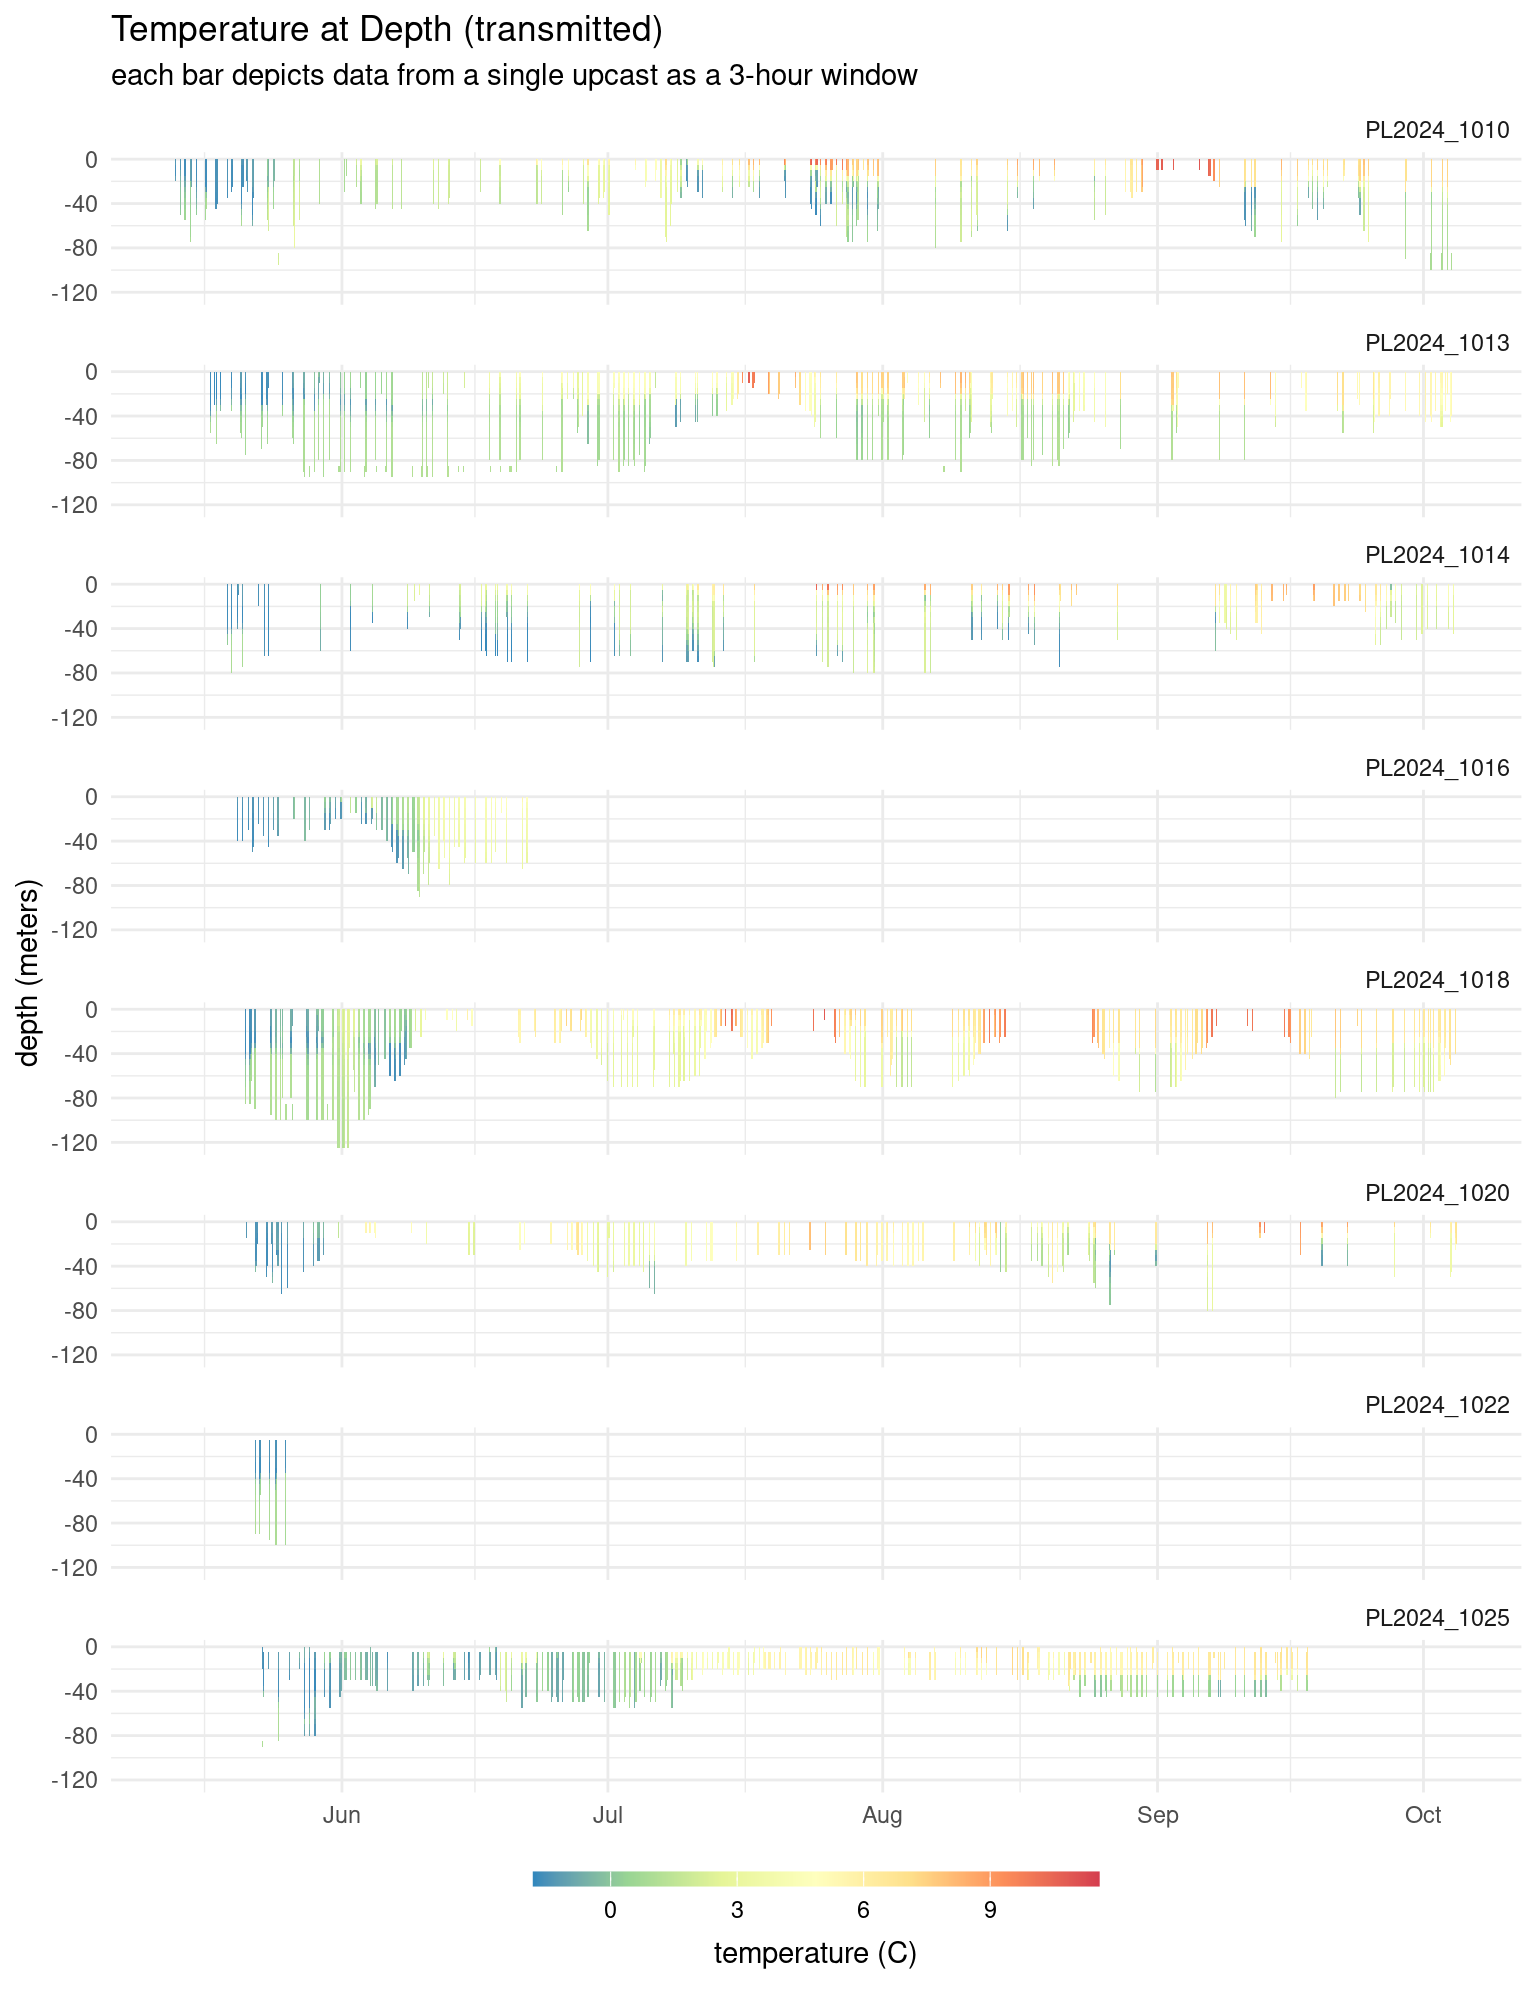 Temperature at Depth (transmitted)
each bar depicts data from a single upcast as a 3-hour window
PL2024_1010
0
-40
-80
-120
PL2024_1013
0
-40
-80
-120
PL2024_1014
0
-40
-80
-120
PL2024_1016
0
-40
-80
-120
PL2024_1018
0
-40
-80
-120
PL2024_1020
0
-40
-80
-120
PL2024_1022
0
-40
-80
-120
PL2024_1025
0
-40
-80
-120
depth (meters)
Jun Jul Aug Sep Oct
0 3 6 9
temperature (C)